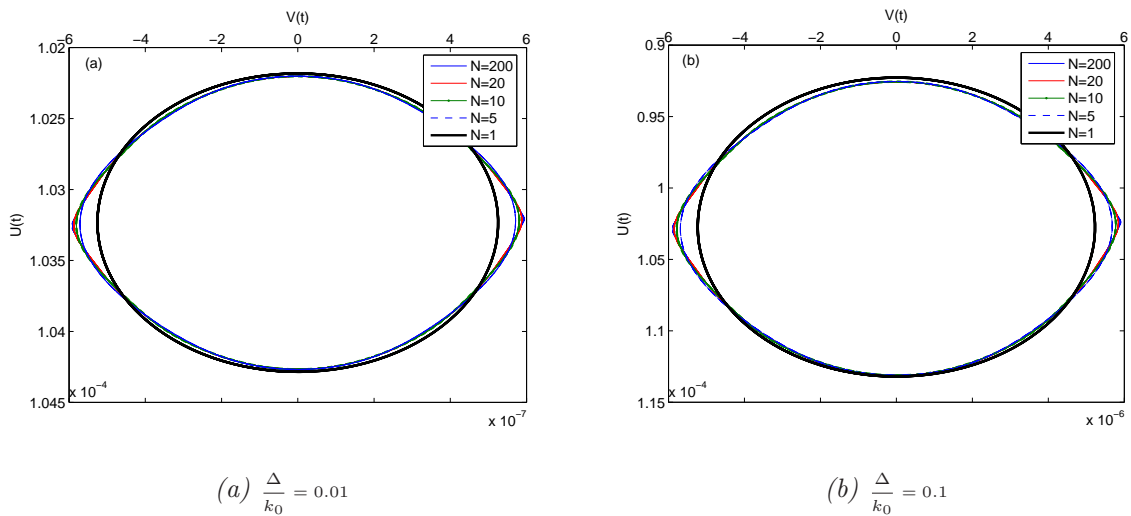 V(t)
−6 −4 −2 0 2 4 6
1.02
1.025
1.03
1.035
1.04
1.045
U(t)
(a)
N=200
N=20
N=10
N=5
N=1
x 10⁻⁴
x 10⁻⁷
(a) Δ/k₀ = 0.01
V(t)
−6 −4 −2 0 2 4 6
0.9
0.95
1
1.05
1.1
1.15
U(t)
(b)
N=200
N=20
N=10
N=5
N=1
x 10⁻⁴
x 10⁻⁶
(b) Δ/k₀ = 0.1